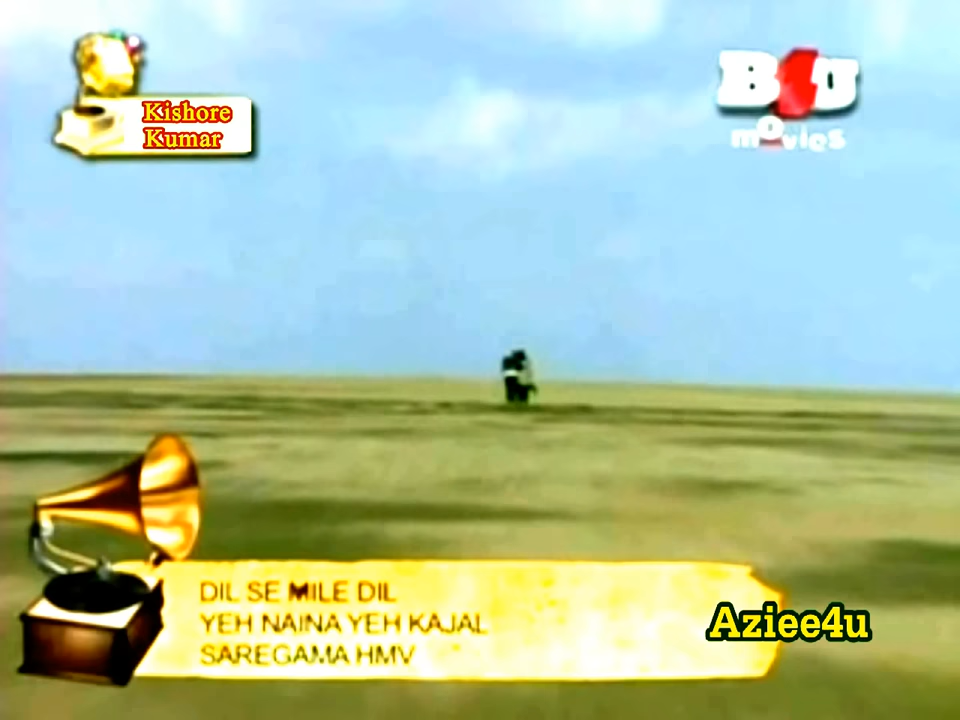 Kishore
Kumar
B4U
movies
DIL SE MILE DIL
YEH NAINA YEH KAJAL
SAREGAMA HMV
Aziee4u